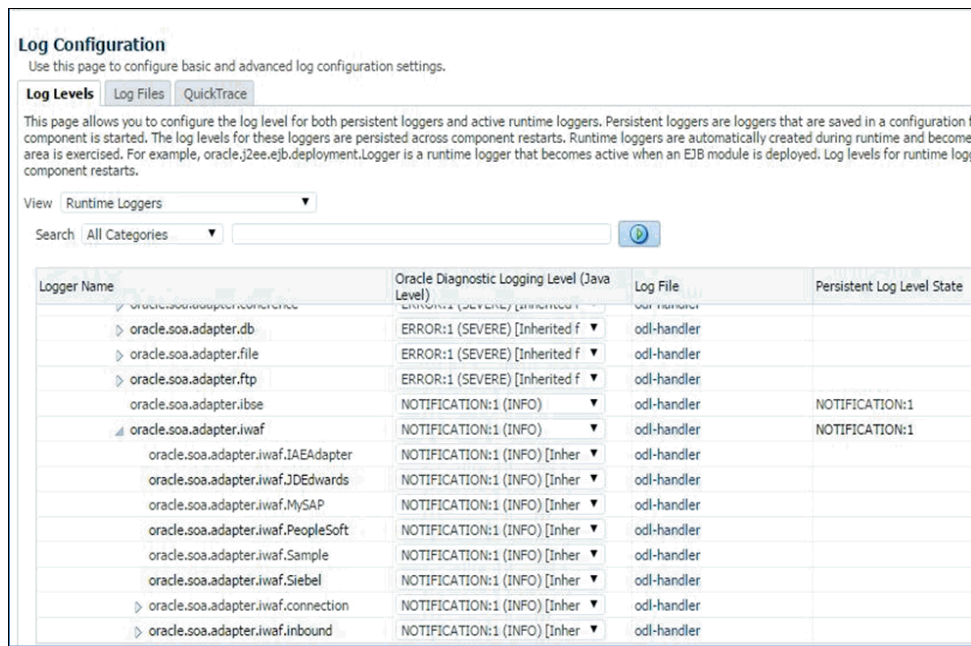 Log Configuration
Use this page to configure basic and advanced log configuration settings.
Log Levels Log Files QuickTrace
This page allows you to configure the log level for both persistent loggers and active runtime loggers. Persistent loggers are loggers that are saved in a configuration
component is started. The log levels for these loggers are persisted across component restarts. Runtime loggers are automatically created during runtime and become
area is exercised. For example, oracle.j2ee.ejb.deployment.Logger is a runtime logger that becomes active when an EJB module is deployed. Log levels for runtime
component restarts.
View Runtime Loggers
Search All Categories
Logger Name Oracle Diagnostic Logging Level (Java Level) Log File Persistent Log Level State
oracle.soa.adapter.db ERROR:1 (SEVERE) [Inherited f odl-handler
oracle.soa.adapter.file ERROR:1 (SEVERE) [Inherited f odl-handler
oracle.soa.adapter.ftp ERROR:1 (SEVERE) [Inherited f odl-handler
oracle.soa.adapter.ibse NOTIFICATION:1 (INFO) odl-handler NOTIFICATION:1
oracle.soa.adapter.iwaf NOTIFICATION:1 (INFO) odl-handler NOTIFICATION:1
oracle.soa.adapter.iwaf.IAEAdapter NOTIFICATION:1 (INFO) [Inher odl-handler
oracle.soa.adapter.iwaf.JDEdwards NOTIFICATION:1 (INFO) [Inher odl-handler
oracle.soa.adapter.iwaf.MySAP NOTIFICATION:1 (INFO) [Inher odl-handler
oracle.soa.adapter.iwaf.PeopleSoft NOTIFICATION:1 (INFO) [Inher odl-handler
oracle.soa.adapter.iwaf.Sample NOTIFICATION:1 (INFO) [Inher odl-handler
oracle.soa.adapter.iwaf.Siebel NOTIFICATION:1 (INFO) [Inher odl-handler
oracle.soa.adapter.iwaf.connection NOTIFICATION:1 (INFO) [Inher odl-handler
oracle.soa.adapter.iwaf.inbound NOTIFICATION:1 (INFO) [Inher odl-handler